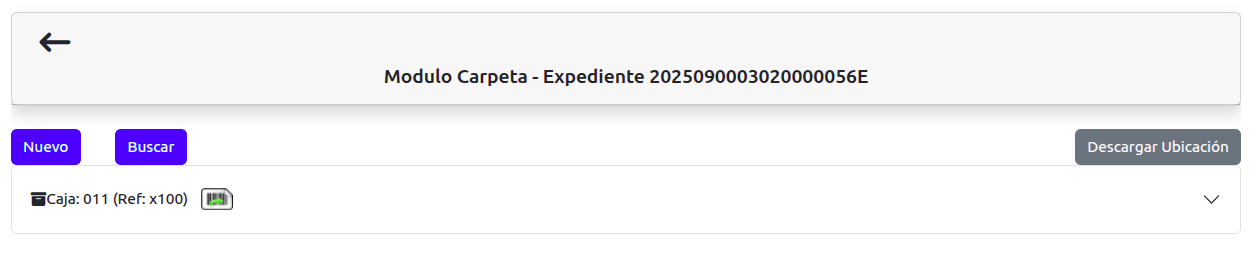 Modulo Carpeta - Expediente 2025090003020000056E
Nuevo
Buscar
Descargar Ubicación
Caja: 011 (Ref: x100)